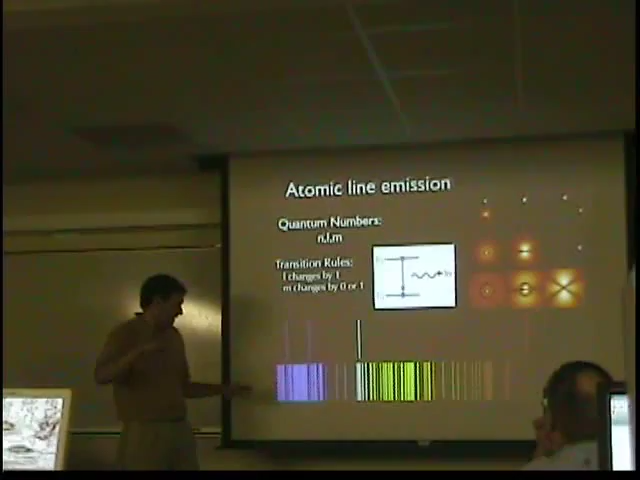 Atomic line emission
Quantum Numbers:
n,l,m
Transition Rules:
l changes by 1
m changes by 0 or 1